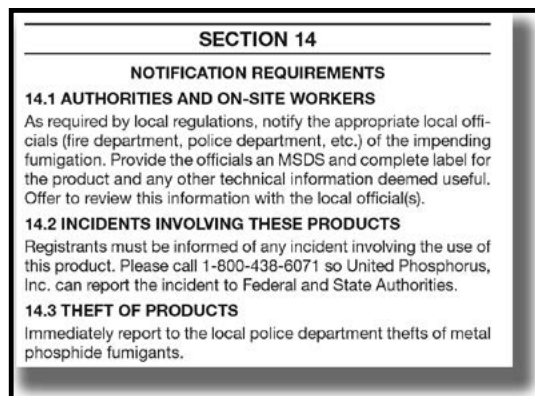 SECTION 14
NOTIFICATION REQUIREMENTS
14.1 AUTHORITIES AND ON-SITE WORKERS
As required by local regulations, notify the appropriate local offi-
cials (fire department, police department, etc.) of the impending
fumigation. Provide the officials an MSDS and complete label for
the product and any other technical information deemed useful.
Offer to review this information with the local official(s).
14.2 INCIDENTS INVOLVING THESE PRODUCTS
Registrants must be informed of any incident involving the use of
this product. Please call 1-800-438-6071 so United Phosphorus,
Inc. can report the incident to Federal and State Authorities.
14.3 THEFT OF PRODUCTS
Immediately report to the local police department thefts of metal
phosphide fumigants.